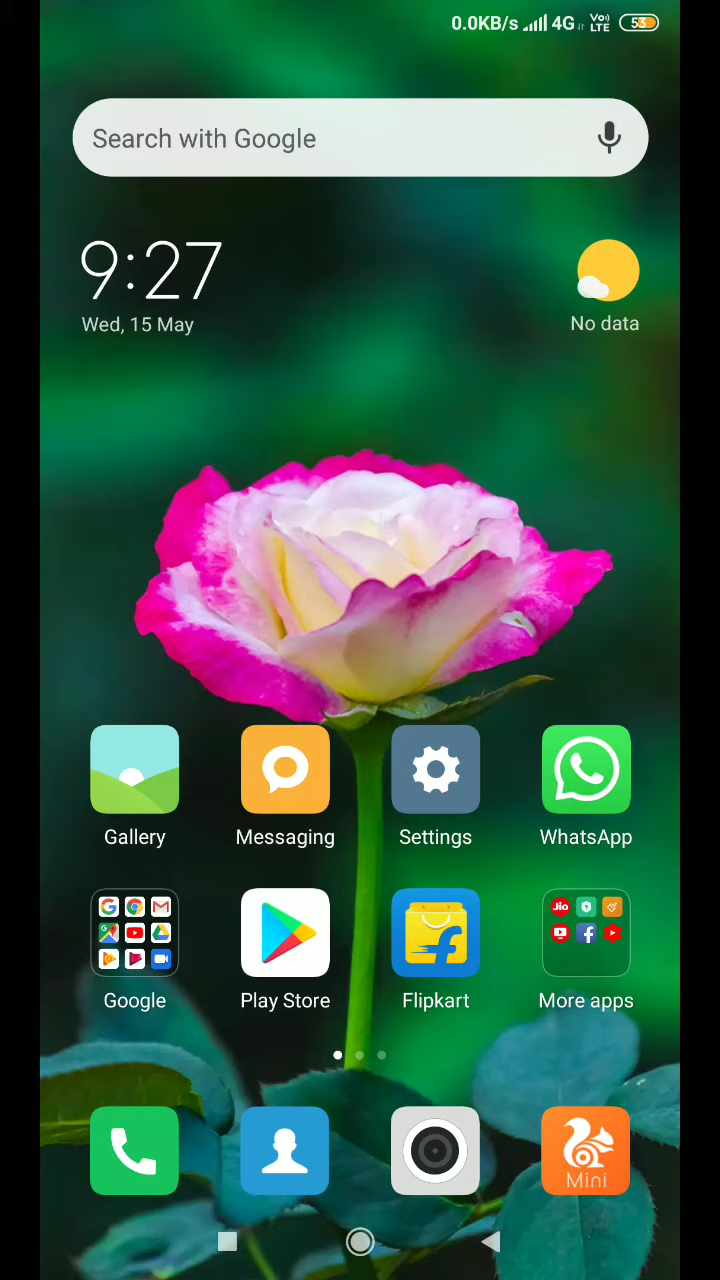 0.0KB/s 4G Vo)) LTE 53
Search with Google
9:27
Wed, 15 May
No data
Gallery Messaging Settings WhatsApp
Jio
Google Play Store Flipkart More apps
Mini